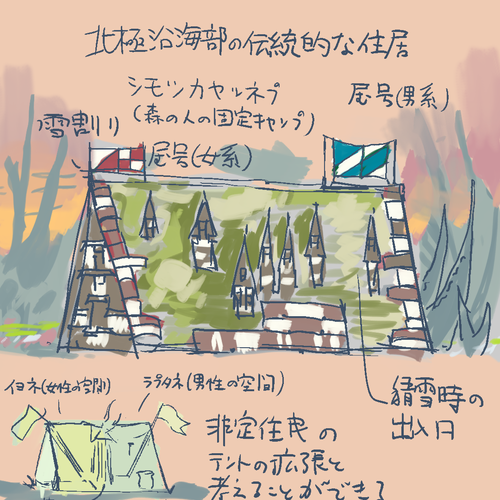 北極沿海部の伝統的な住居
シモツカヤルネプ
(森の人の固定キャンプ)
屋号(男系)
雪割り
屋号(女系)
積雪時の
出入口
イヨネ(女性の空間)
ラプタネ(男性の空間)
非定住民の
テントの拡張と
考えることができる